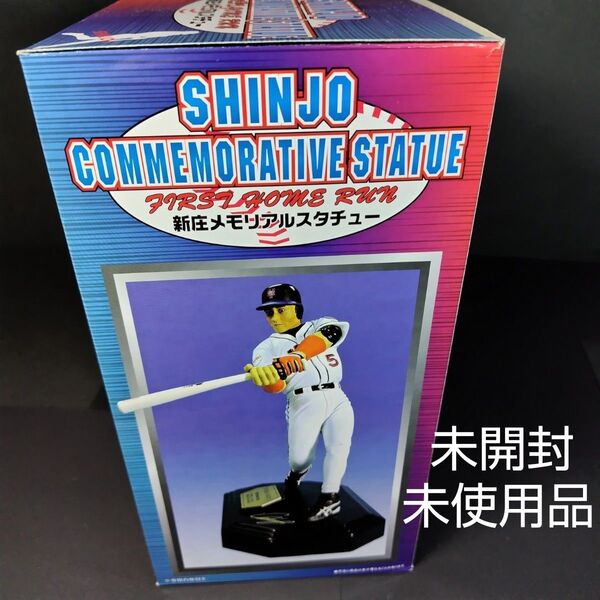 SHINJO
COMMEMORATIVE STATUE
FIRST HOME RUN
新庄メモリアルスタチュー
5
未開封
未使用品